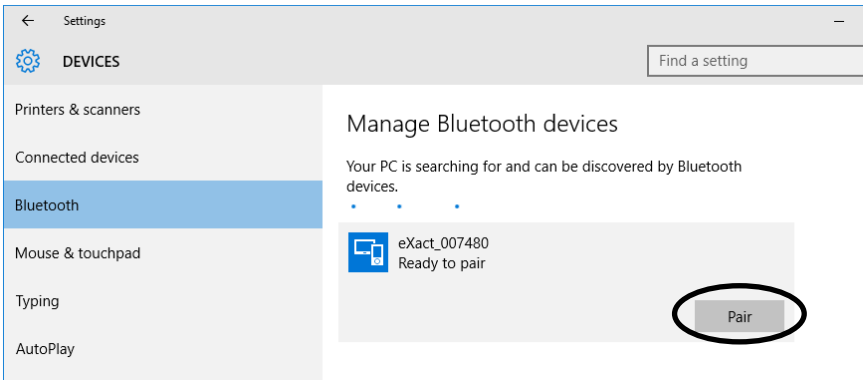 Settings
DEVICES
Find a setting
Printers & scanners
Connected devices
Bluetooth
Mouse & touchpad
Typing
AutoPlay
Manage Bluetooth devices
Your PC is searching for and can be discovered by Bluetooth
devices.
eXact_007480
Ready to pair
Pair